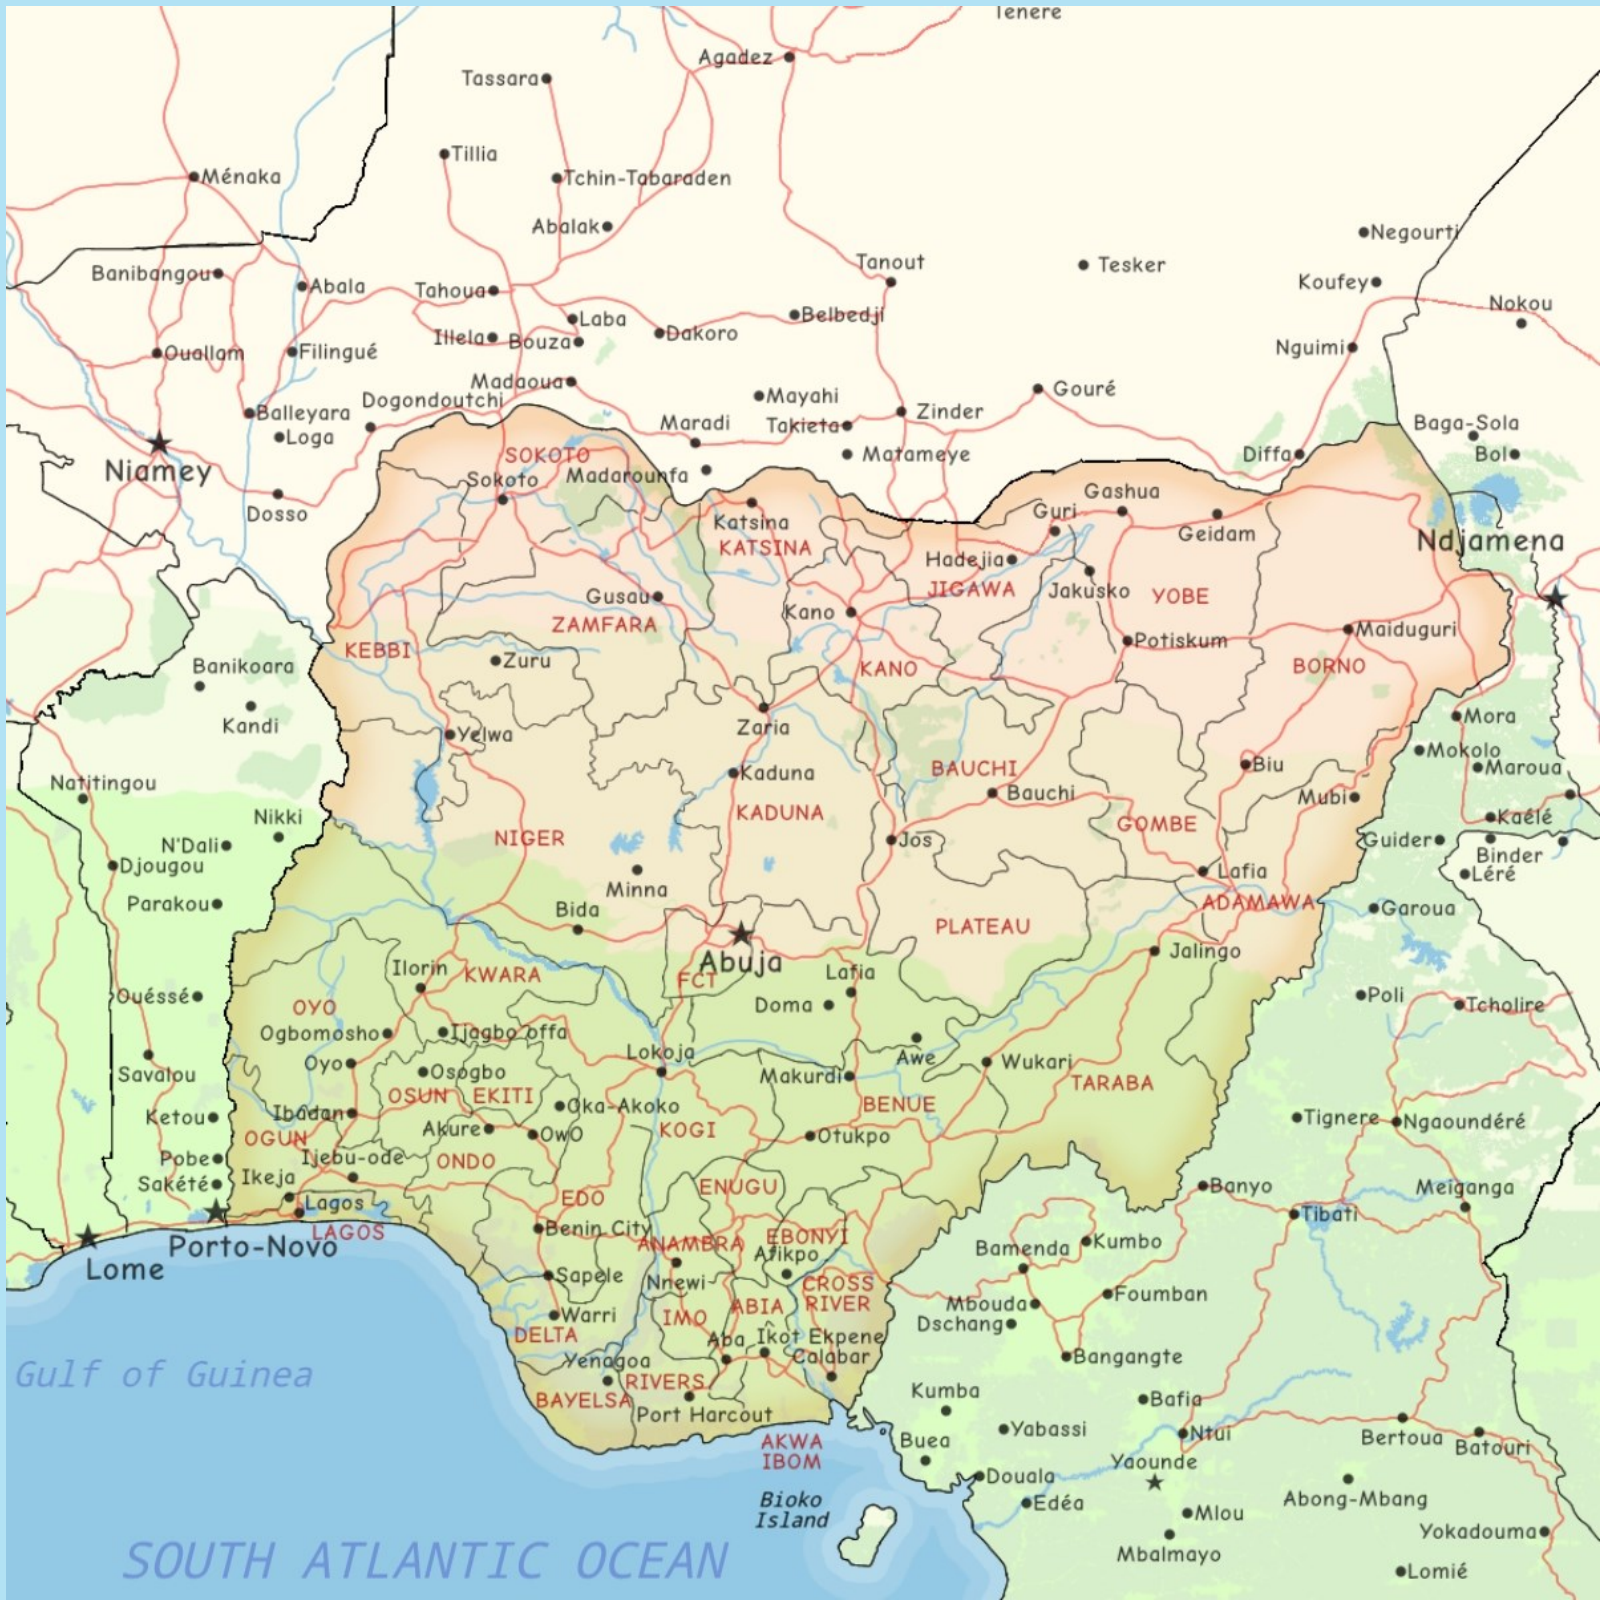 Tenere
Agadez
Tassara
Tillia
Ménaka
Tchin-Tabaraden
Abalak
Negourti
Tanout
Tesker
Banibangou
Abala
Tahoua
Koufey
Nokou
Belbedji
Laba
Dakoro
Illela
Bouza
Nguimi
Ouallam
Filingué
Madaoua
Gouré
Mayahi
Dogondoutchi
Balleyara
Loga
Maradi
Takieta
Zinder
Baga-Sola
Bol
Diffa
Matameye
SOKOTO
Niamey
Sokoto
Madarounfa
Gashua
Dosso
Guri
Katsina
Geidam
KATSINA
Ndjamena
Hadejia
JIGAWA
Jakusko
YOBE
Gusau
Kano
ZAMFARA
Maiduguri
Potiskum
KEBBI
Zuru
KANO
BORNO
Banikoara
Kandi
Mora
Yelwa
Zaria
Mokolo
Maroua
Biu
Kaduna
BAUCHI
Bauchi
Natitingou
Mubi
KADUNA
Nikki
GOMBE
Kaélé
NIGER
N'Dali
Jos
Guider
Binder
Djougou
Lafia
Léré
Minna
Parakou
Bida
ADAMAWA
Garoua
PLATEAU
Abuja
Jalingo
Ilorin
KWARA
FCT
Lafia
Ouéssé
OYO
Doma
Poli
Tcholire
Ogbomosho
Ijagbo offa
Lokoja
Awe
Wukari
Oyo
Savalou
Osogbo
Makurdi
TARABA
OSUN
EKITI
BENUE
Ketou
Ibadan
Oka-Akoko
Tignere
Ngaoundéré
OGUN
Akure
OwO
KOGI
Otukpo
Pobe
Ijebu-ode
ONDO
Sakété
Ikeja
ENUGU
Banyo
Meiganga
Lagos
EDO
Tibati
LAGOS
Benin City
Porto-Novo
ANAMBRA
EBONYI
Kumbo
Bamenda
Afikpo
Lome
Sapele
Nnewi
CROSS
RIVER
Foumban
Mbouda
ABIA
Warri
IMO
Dschang
DELTA
Aba
Ikot Ekpene
Calabar
Bangangte
Yenagoa
Gulf of Guinea
RIVERS
Kumba
BAYELSA
Bafia
Port Harcout
Yabassi
AKWA
IBOM
Buea
Ntui
Bertoua
Batouri
Yaounde
Douala
Bioko
Island
Edéa
Abong-Mbang
Mlou
SOUTH ATLANTIC OCEAN
Yokadouma
Mbalmayo
Lomié